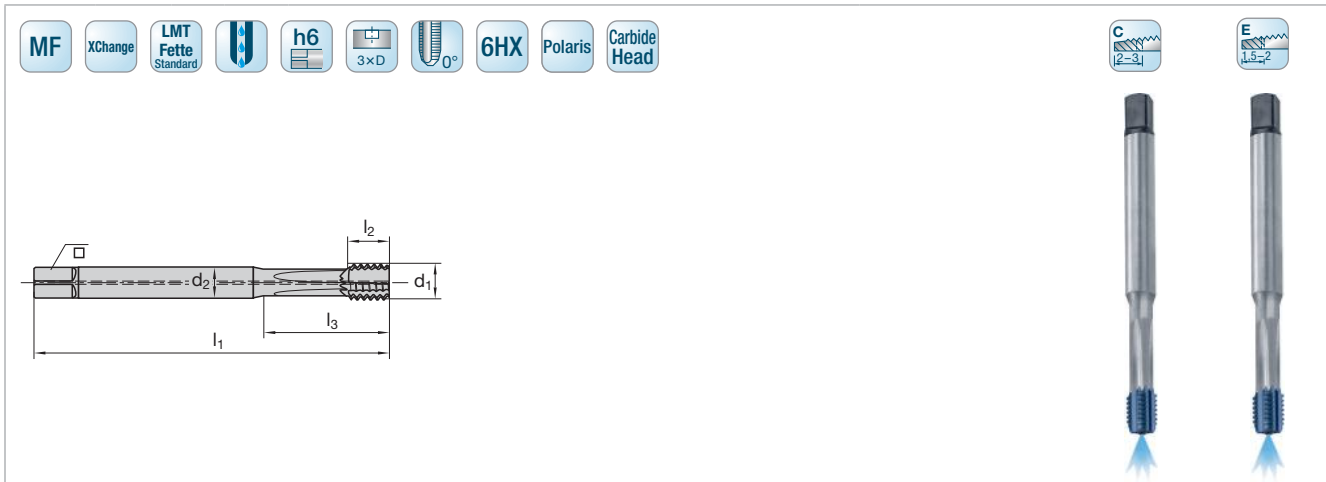 MF
XChange
LMT
Fette
Standard
h6
3×D
0°
6HX
Polaris
Carbide
Head
C
2–3
E
1,5–2
l₂
d₂
d₁
l₃
l₁